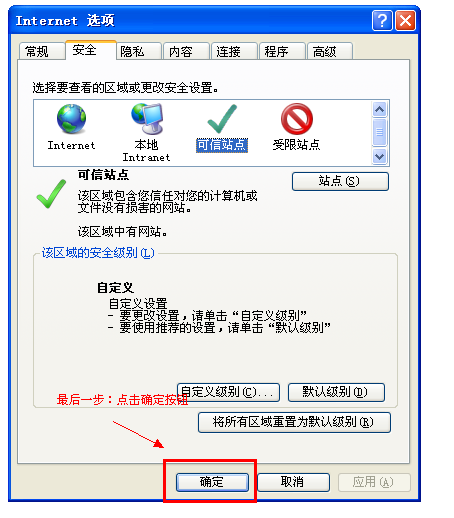 Internet 选项
常规 安全 隐私 内容 连接 程序 高级
选择要查看的区域或更改安全设置。
Internet 本地 Intranet 可信站点 受限站点
可信站点
站点(S)
该区域包含您信任对您的计算机或
文件没有损害的网站。
该区域中有网站。
该区域的安全级别(L)
自定义
自定义设置
- 要更改设置，请单击“自定义级别”
- 要使用推荐的设置，请单击“默认级别”
自定义级别(C)... 默认级别(D)
最后一步：点击确定按钮
将所有区域重置为默认级别(R)
确定 取消 应用(A)